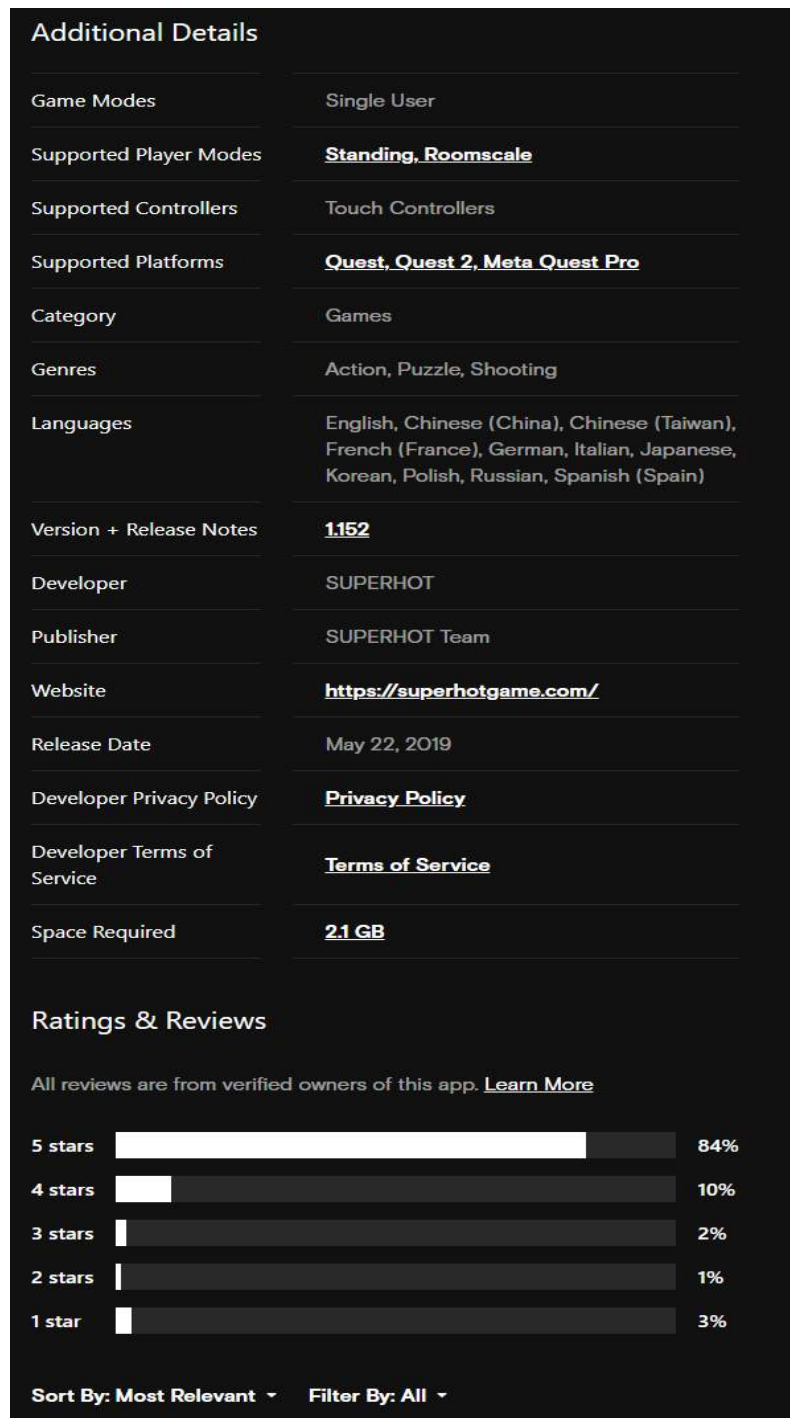 Additional Details
Game Modes Single User
Supported Player Modes Standing, Roomscale
Supported Controllers Touch Controllers
Supported Platforms Quest, Quest 2, Meta Quest Pro
Category Games
Genres Action, Puzzle, Shooting
Languages English, Chinese (China), Chinese (Taiwan),
French (France), German, Italian, Japanese,
Korean, Polish, Russian, Spanish (Spain)
Version + Release Notes 1.152
Developer SUPERHOT
Publisher SUPERHOT Team
Website https://superhotgame.com/
Release Date May 22, 2019
Developer Privacy Policy Privacy Policy
Developer Terms of
Service Terms of Service
Space Required 2.1 GB
Ratings & Reviews
All reviews are from verified owners of this app. Learn More
5 stars 84%
4 stars 10%
3 stars 2%
2 stars 1%
1 star 3%
Sort By: Most Relevant Filter By: All